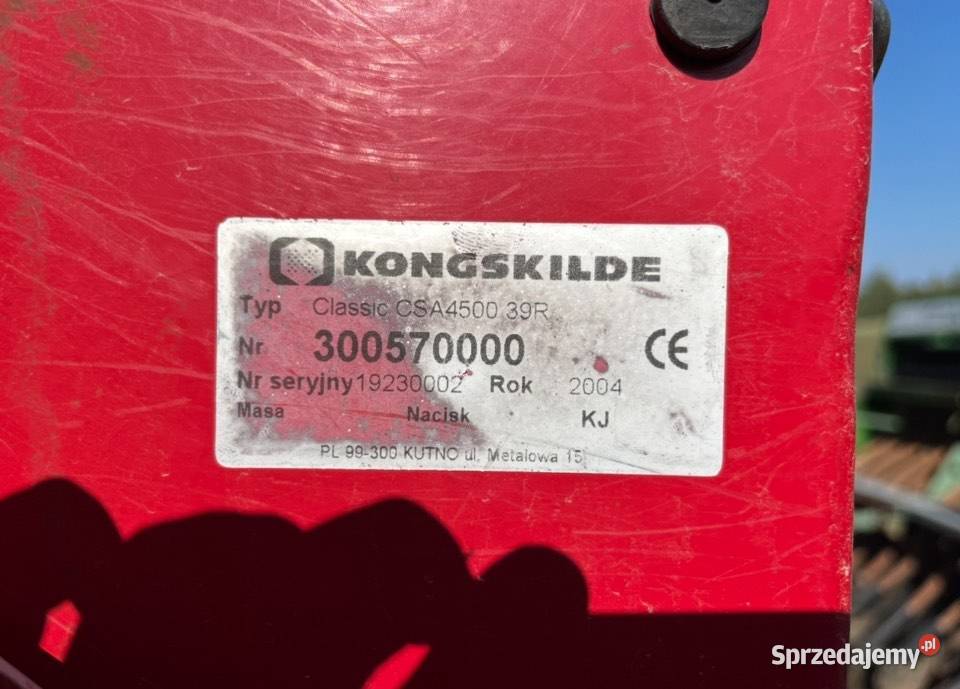 KONGSKILDE
Typ Classic CSA4500 39R
Nr 300570000 CE
Nr seryjny 19230002 Rok 2004
Masa Nacisk KJ
PL 99-300 KUTNO ul. Metalowa 15
Sprzedajemy.pl